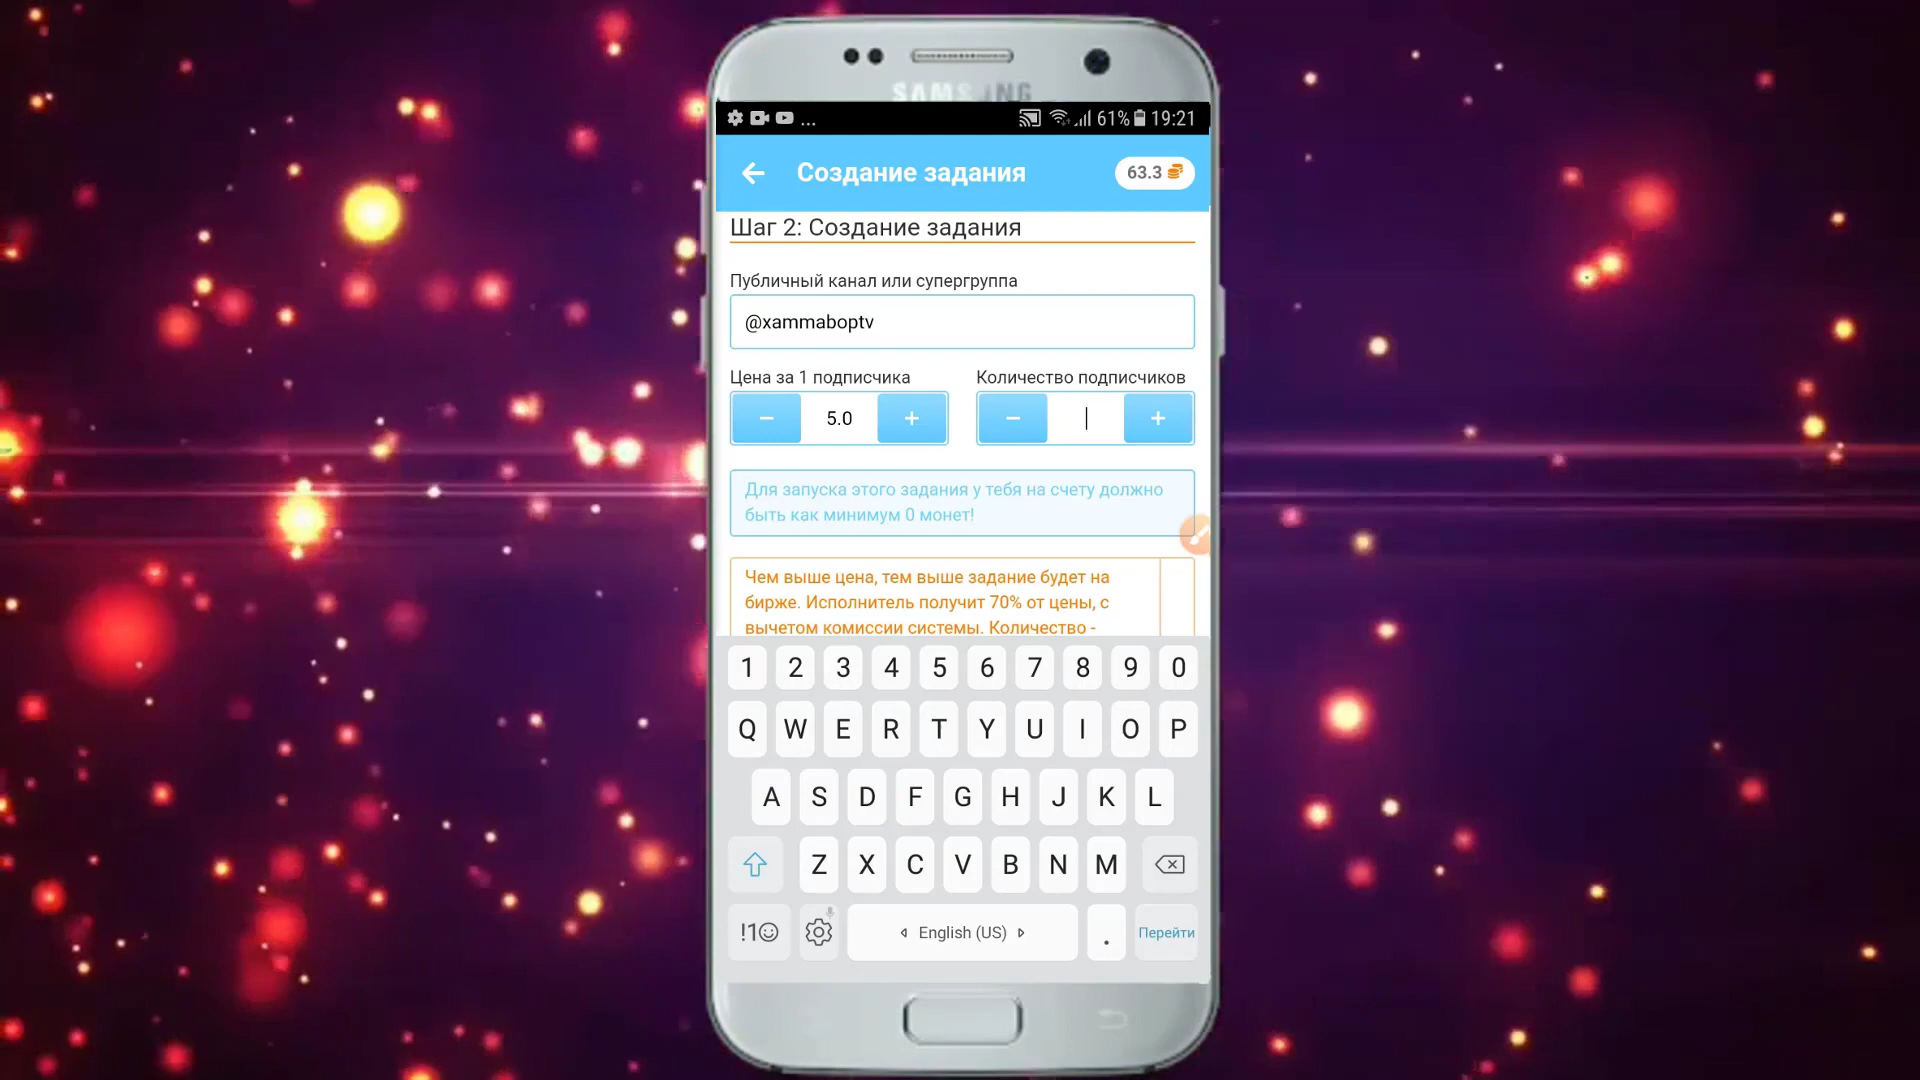 SAMSUNG
... 61% 19:21
Создание задания 63.3
Шаг 2: Создание задания
Публичный канал или супергруппа
@xammaboptv
Цена за 1 подписчика Количество подписчиков
− 5.0 + − +
Для запуска этого задания у тебя на счету должно
быть как минимум 0 монет!
Чем выше цена, тем выше задание будет на
бирже. Исполнитель получит 70% от цены, с
вычетом комиссии системы. Количество -
1 2 3 4 5 6 7 8 9 0
Q W E R T Y U I O P
A S D F G H J K L
Z X C V B N M
!1☺ English (US) . Перейти